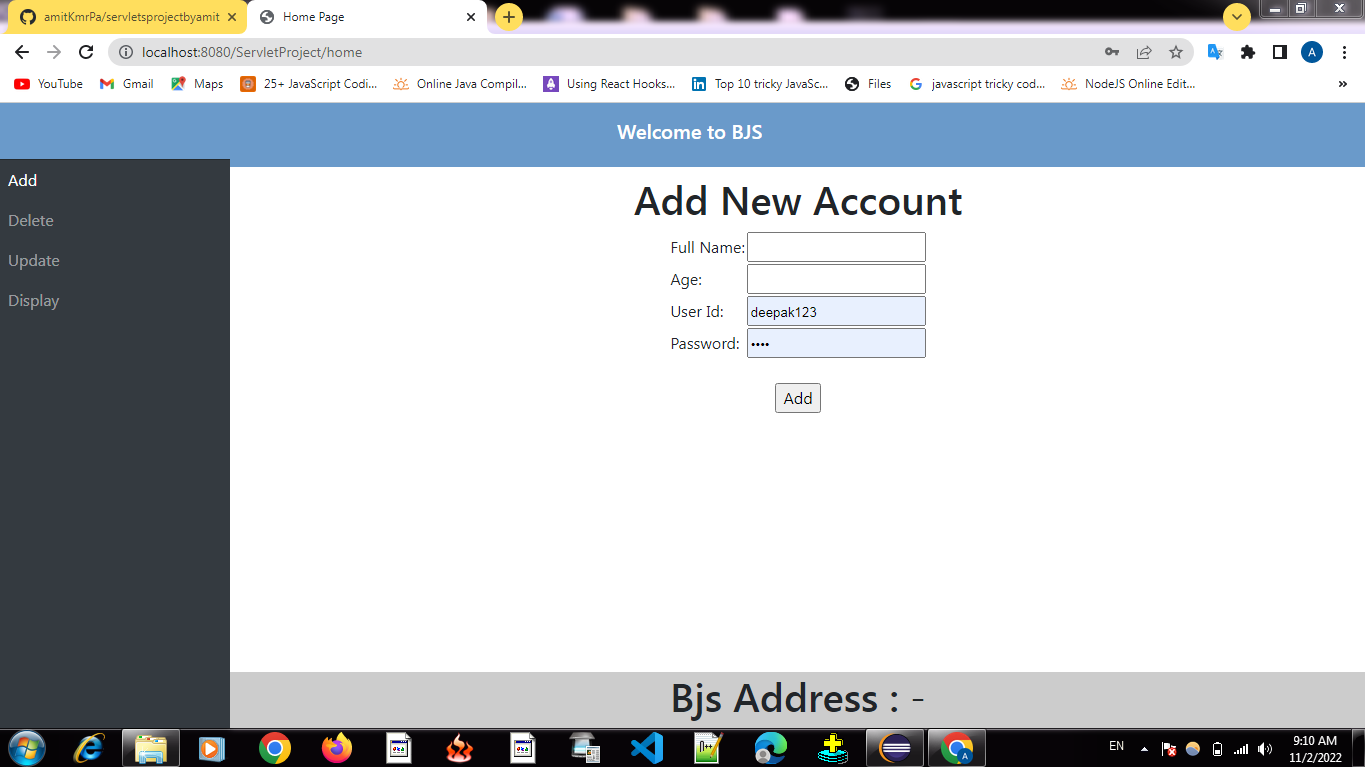 amitKmrPa/servletsprojectbyamit
Home Page
localhost:8080/ServletProject/home
A
YouTube
Gmail
Maps
25+ JavaScript Codi...
Online Java Compil...
Using React Hooks...
Top 10 tricky JavaSc...
Files
javascript tricky cod...
NodeJS Online Edit...
»
Welcome to BJS
Add
Delete
Update
Display
Add New Account
Full Name:
Age:
User Id: deepak123
Password: ••••
Add
Bjs Address : -
EN
9:10 AM
11/2/2022